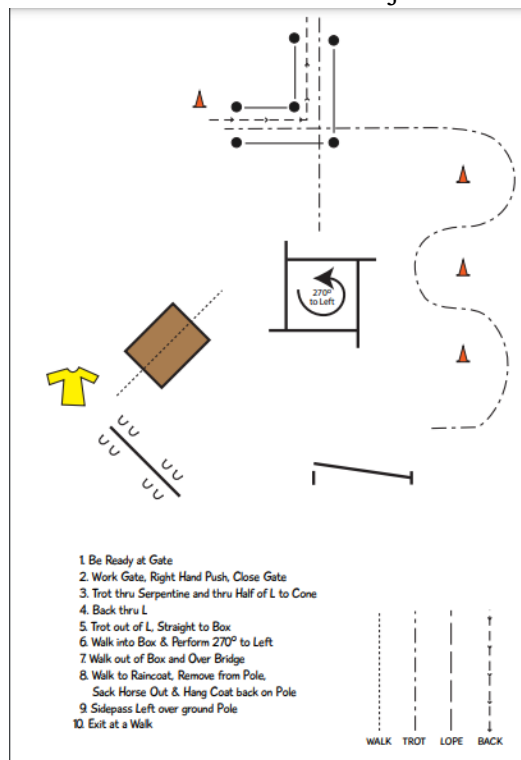 270°
to Left
1. Be Ready at Gate
2. Work Gate, Right Hand Push, Close Gate
3. Trot thru Serpentine and thru Half of L to Cone
4. Back thru L
5. Trot out of L, Straight to Box
6. Walk into Box & Perform 270° to Left
7. Walk out of Box and Over Bridge
8. Walk to Raincoat, Remove from Pole,
Sack Horse Out & Hang Coat back on Pole
9. Sidepass Left over ground Pole
10. Exit at a Walk
WALK TROT LOPE BACK